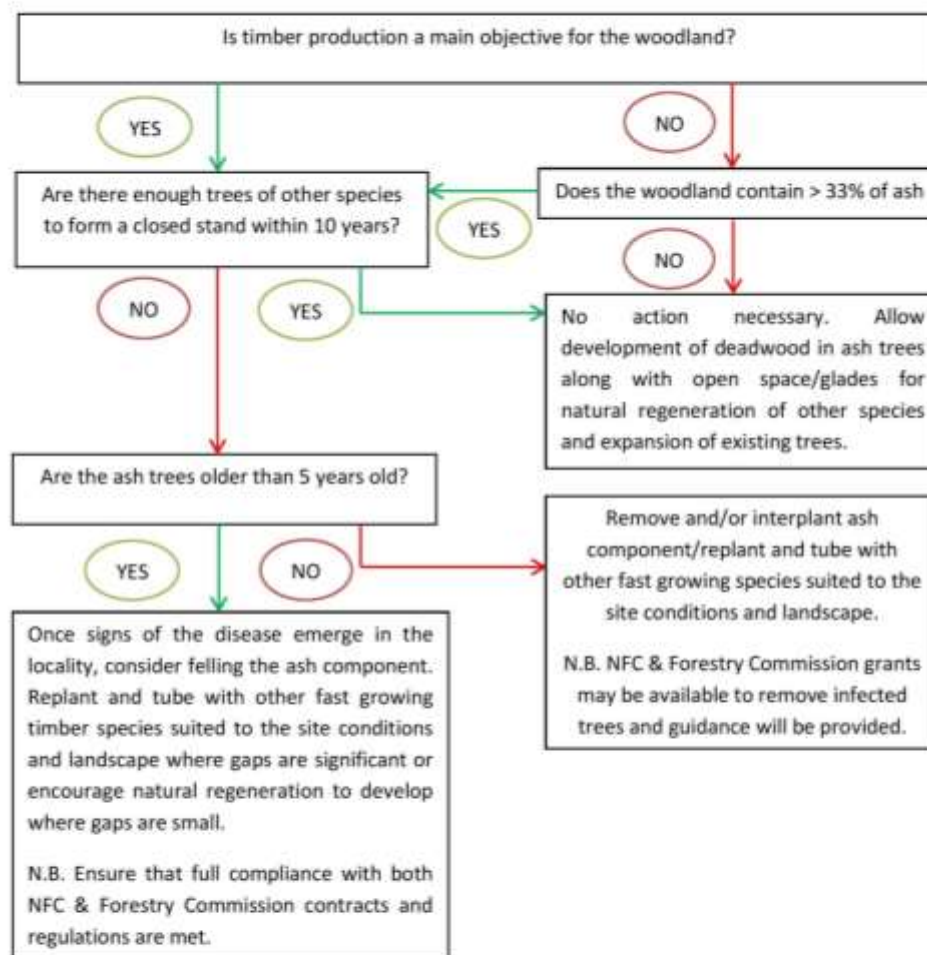 Is timber production a main objective for the woodland?
YES
NO
Are there enough trees of other species
to form a closed stand within 10 years?
YES
Does the woodland contain > 33% of ash
NO
YES
NO
No action necessary. Allow
development of deadwood in ash trees
along with open space/glades for
natural regeneration of other species
and expansion of existing trees.
Are the ash trees older than 5 years old?
YES
NO
Remove and/or interplant ash
component/replant and tube with
other fast growing species suited to the
site conditions and landscape.
N.B. NFC & Forestry Commission grants
may be available to remove infected
trees and guidance will be provided.
Once signs of the disease emerge in the
locality, consider felling the ash component.
Replant and tube with other fast growing
timber species suited to the site conditions
and landscape where gaps are significant or
encourage natural regeneration to develop
where gaps are small.
N.B. Ensure that full compliance with both
NFC & Forestry Commission contracts and
regulations are met.